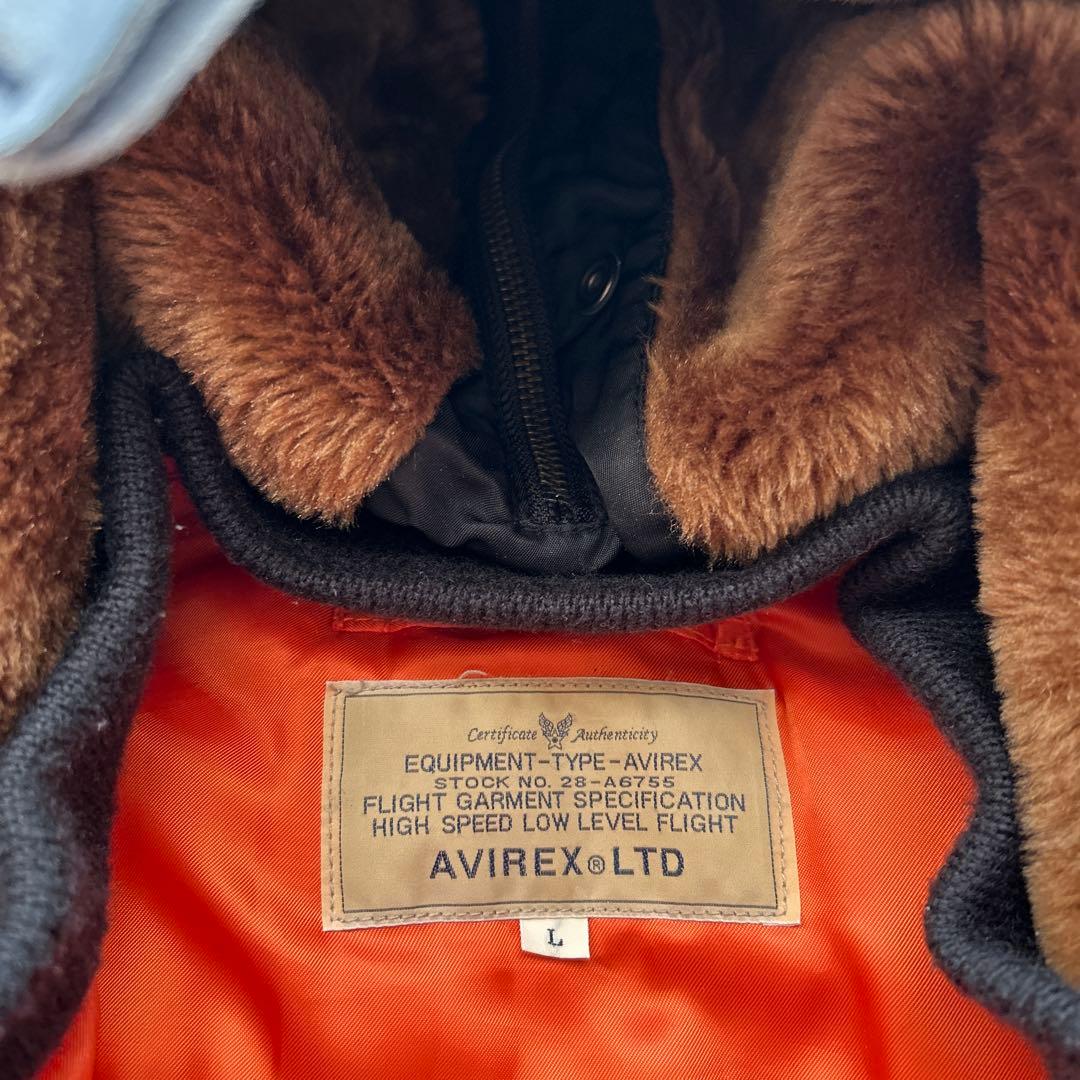 Certificate Authenticity
EQUIPMENT-TYPE-AVIREX
STOCK NO. 28-A6755
FLIGHT GARMENT SPECIFICATION
HIGH SPEED LOW LEVEL FLIGHT
AVIREX®LTD
L